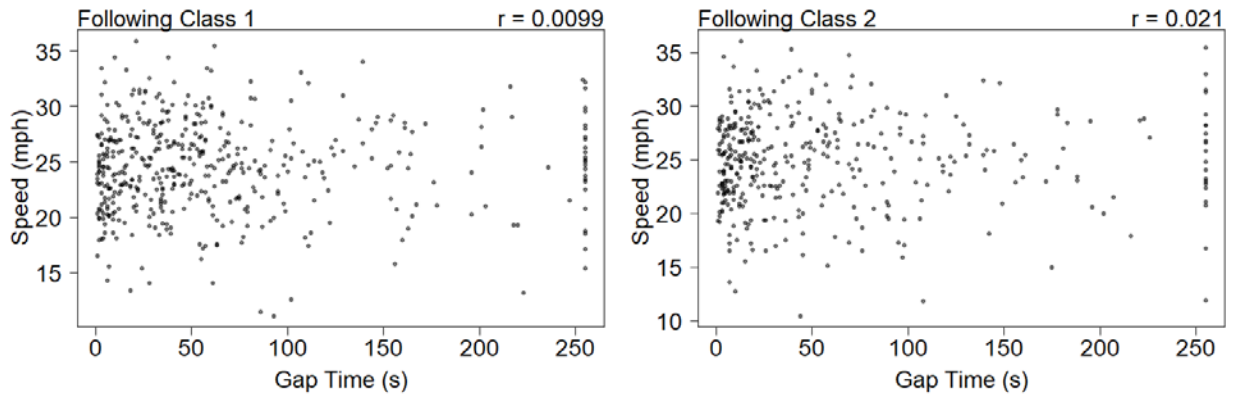 Following Class 1 r = 0.0099
35
30
25
20
15
Speed (mph)
0 50 100 150 200 250
Gap Time (s)
Following Class 2 r = 0.021
35
30
25
20
15
10
Speed (mph)
0 50 100 150 200 250
Gap Time (s)